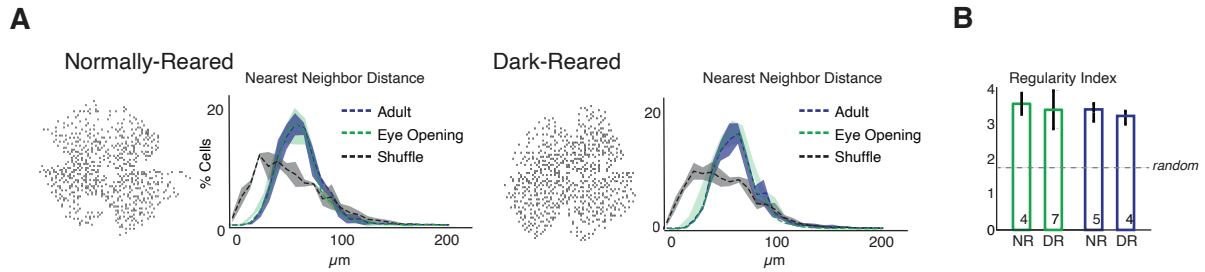 A
B
Normally-Reared
Nearest Neighbor Distance
20
% Cells
0
Adult
Eye Opening
Shuffle
0
100
200
µm
Dark-Reared
Nearest Neighbor Distance
20
0
Adult
Eye Opening
Shuffle
0
100
200
µm
Regularity Index
4
3
2
1
0
random
4
7
5
4
NR
DR
NR
DR